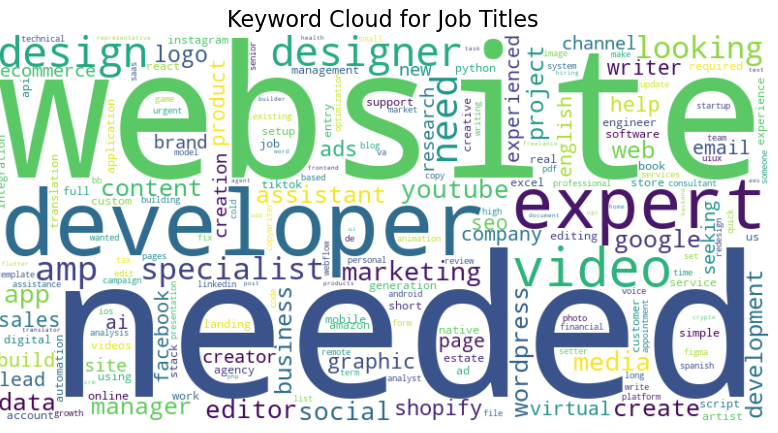 Keyword Cloud for Job Titles
technical
representative
instagram
health
small
task
channel
looking
design
logo
senior
designer
ecommerce
react
management
new
python
experienced
project
image
system
make
hiring
writer
required
text
api
saas
website
game
urgent
application
product
existing
builder
setup
job
entry
optimization
support
market
research
need
creative
writing
english
help
update
startup
experience
engineer
software
integration
brand
model
ads
blog
va
word
frontend
real
pdf
web
team
uiux
email
freelance
book
services
someone
translation
bb
full
content
custom
building
creation
agent
cold
tiktok
based
assistant
copy
youtube
excel
professional
store
consultant
expert
developer
wanted
fix
ui
de
high
seo
company
document
home
editing
google
seeking
redesign
quick
us
flutter
template
assistance
amp
tax
edit
pages
campaign
specialist
copywriter
webflow
animation
personal
review
marketing
video
set
time
service
linkedin
post
products
generation
app
needed
ios
ai
analysis
translator
sales
digital
videos
facebook
presentation
stack
landing
code
business
mobile
amazon
android
short
form
native
page
wordpress
voice
photo
financial
customer
appointment
crypto
simple
development
build
automation
site
using
crm
creator
agency
php
remote
term
graphic
analyst
estate
ad
setter
media
long
figma
spanish
lead
data
account
growth
online
manager
work
editor
list
social
shopify
file
virtual
write
platform
create
script
artist